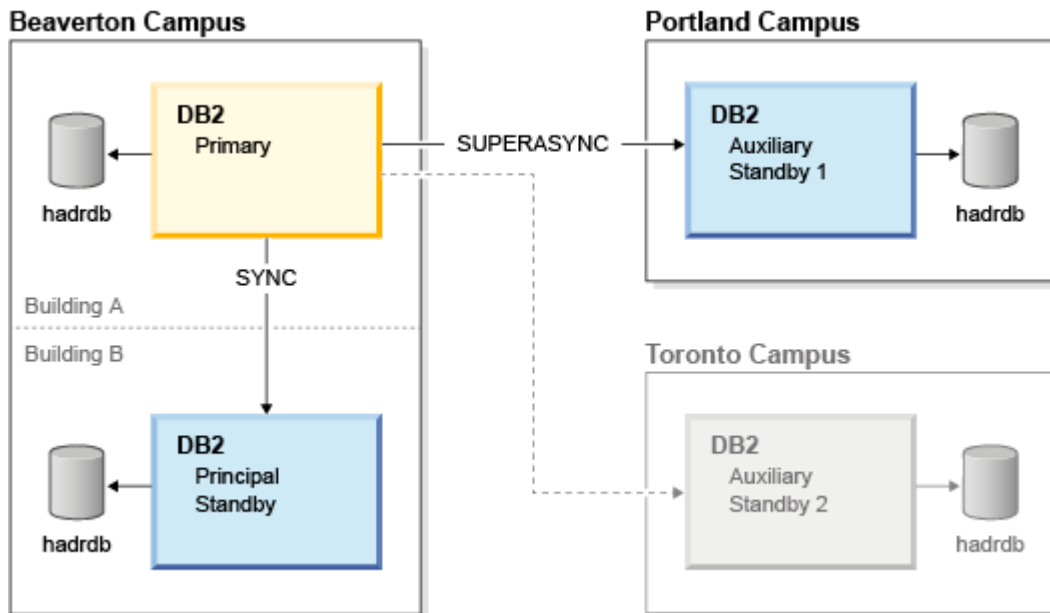 Beaverton Campus
DB2
Primary
hadrdb
SYNC
Building A
Building B
DB2
Principal
Standby
hadrdb
SUPERASYNC
Portland Campus
DB2
Auxiliary
Standby 1
hadrdb
Toronto Campus
DB2
Auxiliary
Standby 2
hadrdb